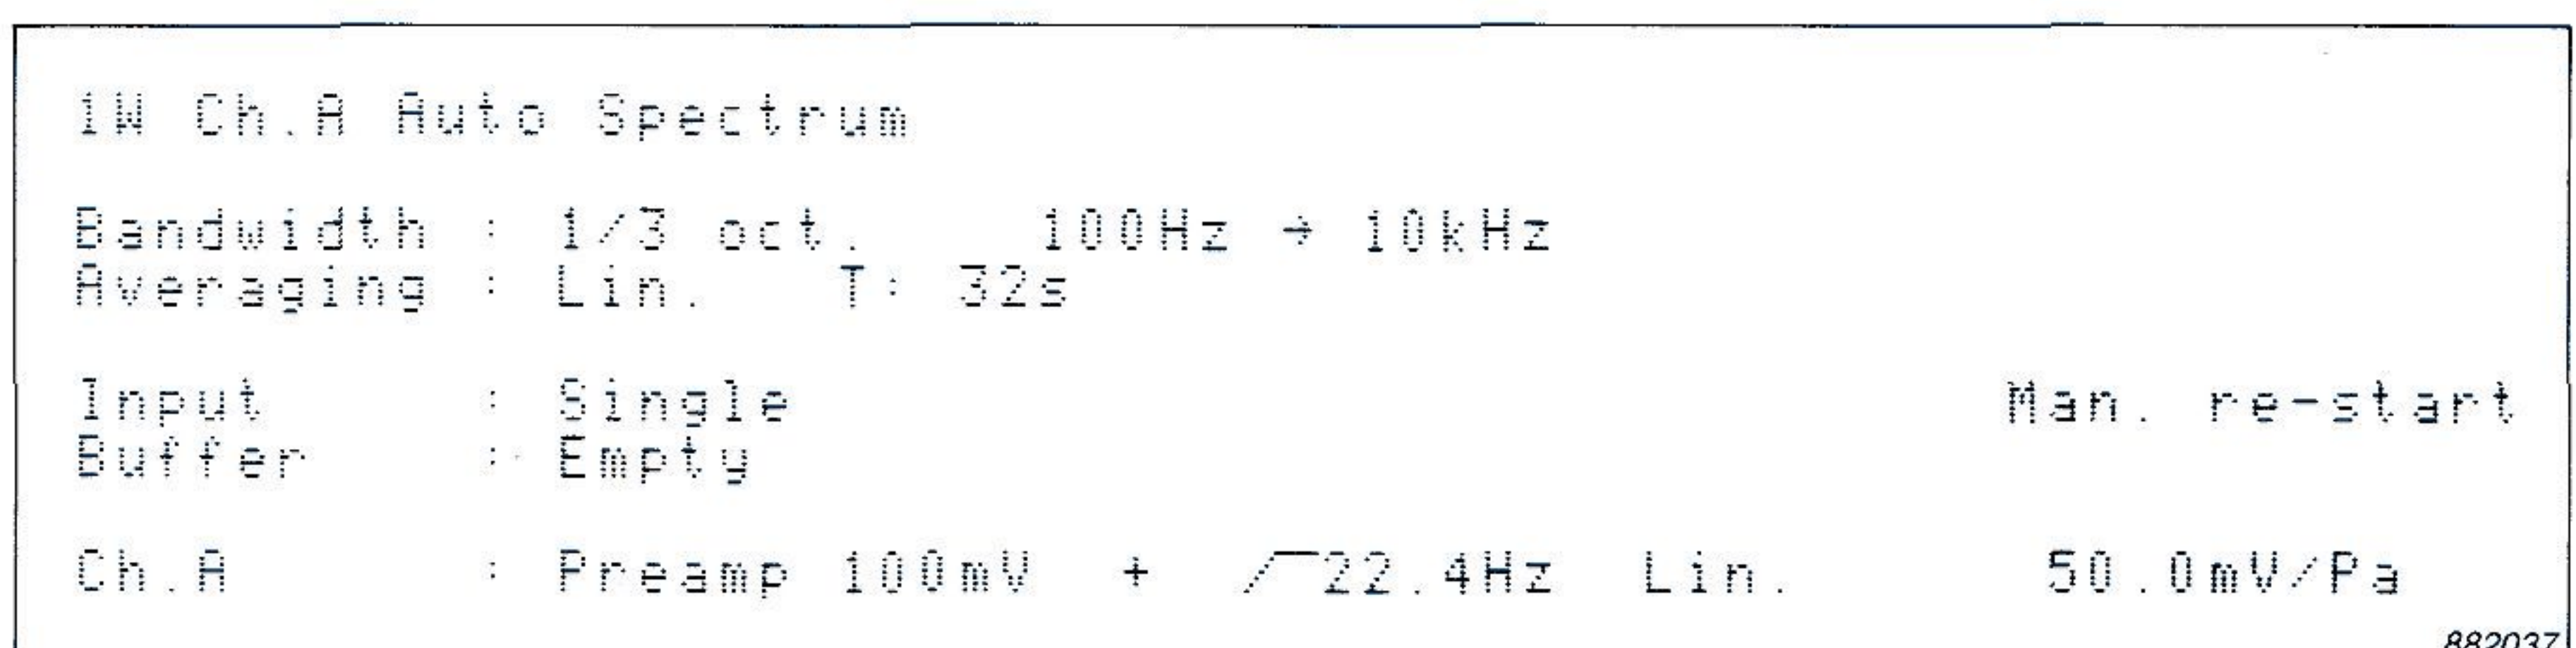 1W Ch.A Auto Spectrum
Bandwidth : 1/3 oct. 100Hz → 10kHz
Averaging : Lin. T: 32s
Input : Single Man. re-start
Buffer : Empty
Ch.A : Preamp 100mV + 22.4Hz Lin. 50.0mV/Pa
882037